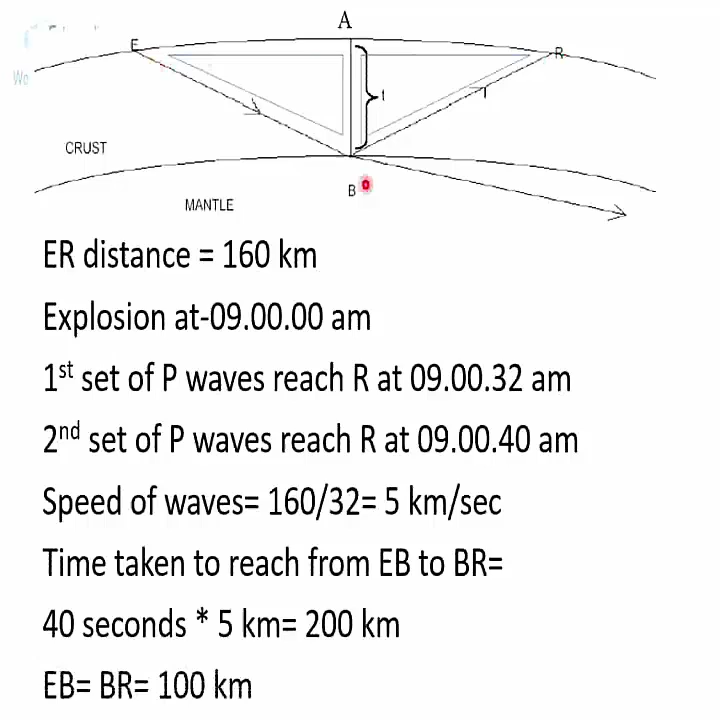 A
E
R
t
We
CRUST
B
MANTLE
ER distance = 160 km
Explosion at-09.00.00 am
1st set of P waves reach R at 09.00.32 am
2nd set of P waves reach R at 09.00.40 am
Speed of waves= 160/32= 5 km/sec
Time taken to reach from EB to BR=
40 seconds * 5 km= 200 km
EB= BR= 100 km